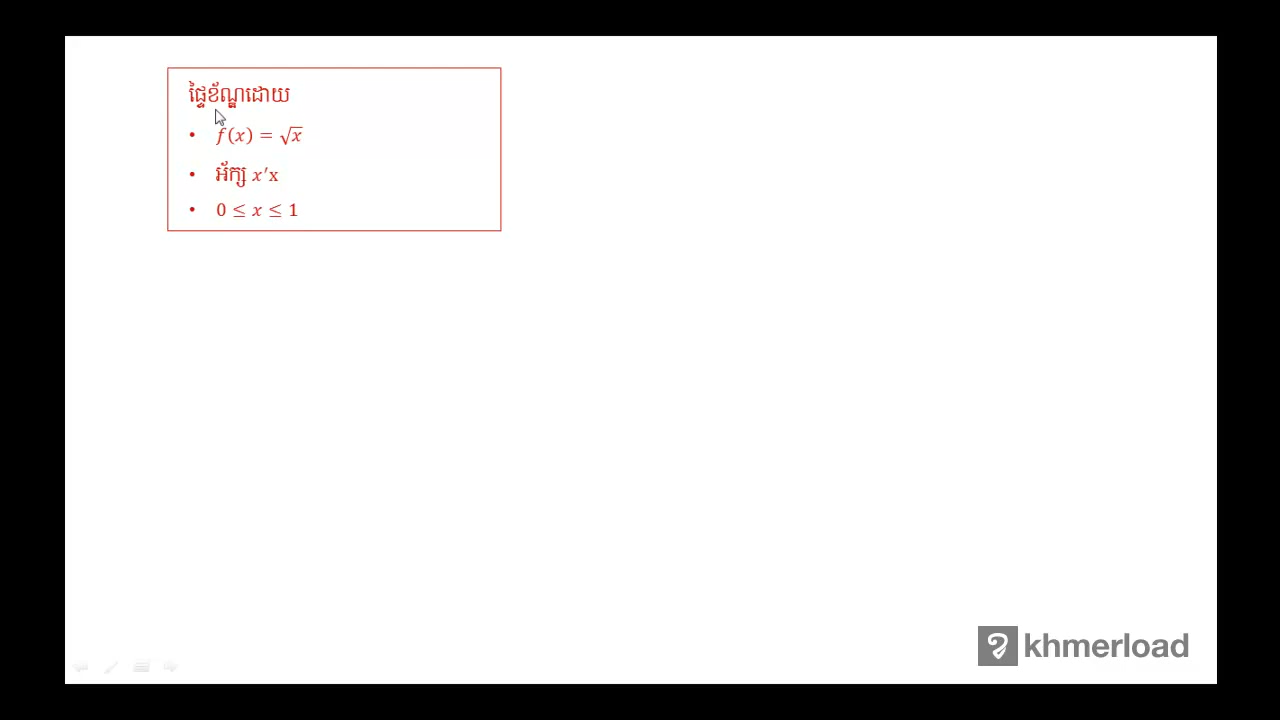 ផ្ទៃខ័ណ្ឌដោយ
• f(x) = √x
• អ័ក្ស x′x
• 0 ≤ x ≤ 1
khmerload